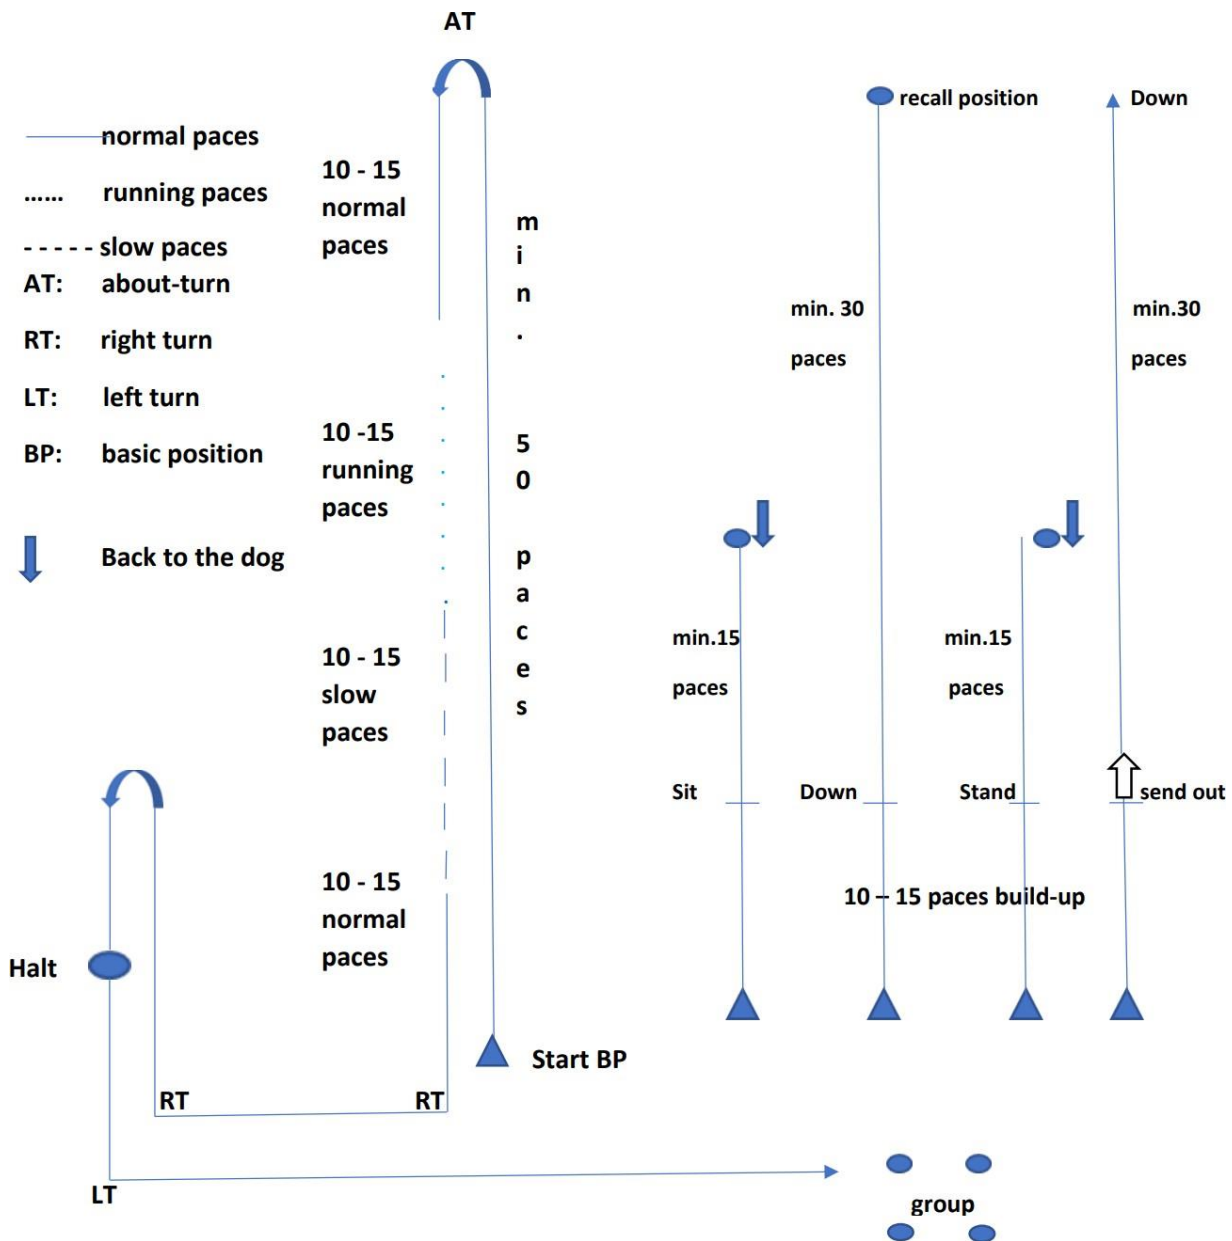 AT
normal paces
...... running paces
- - - - - slow paces
AT: about-turn
RT: right turn
LT: left turn
BP: basic position
Back to the dog
10 - 15
normal
paces
10 -15
running
paces
10 - 15
slow
paces
10 - 15
normal
paces
min. 50 paces
Halt
Start BP
RT
RT
LT
recall position
Down
min. 30
paces
min.30
paces
min.15
paces
min.15
paces
Sit
Down
Stand
send out
10 – 15 paces build-up
group